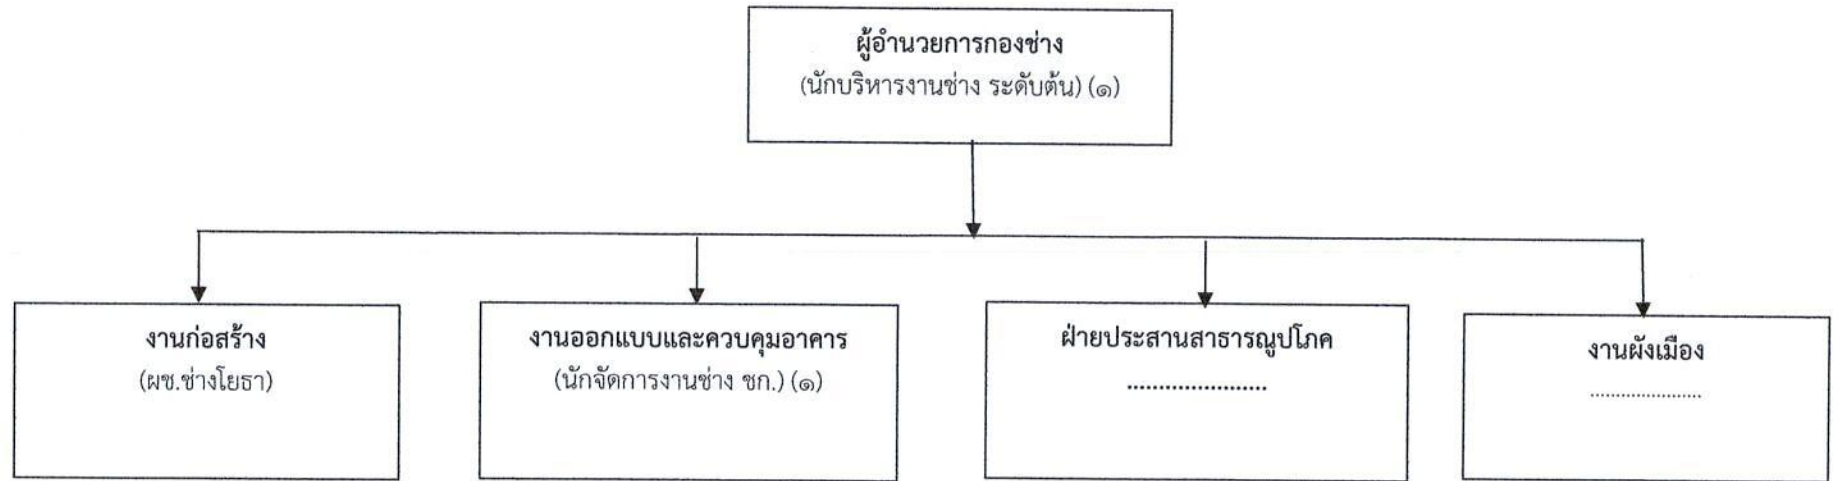 ผู้อำนวยการกองช่าง
(นักบริหารงานช่าง ระดับต้น) (๑)
งานก่อสร้าง
(ผช.ช่างโยธา)
งานออกแบบและควบคุมอาคาร
(นักจัดการงานช่าง ชก.) (๑)
ฝ่ายประสานสาธารณูปโภค
......................
งานผังเมือง
......................